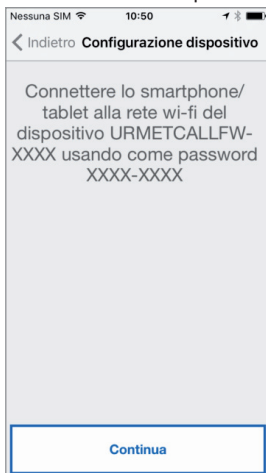 Nessuna SIM 10:50
Indietro Configurazione dispositivo
Connettere lo smartphone/
tablet alla rete wi-fi del
dispositivo URMETCALLFW-
XXXX usando come password
XXXX-XXXX
Continua